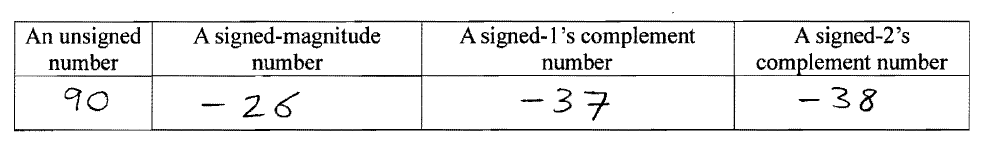 An unsigned number
A signed-magnitude number
A signed-1's complement number
A signed-2's complement number
90
- 26
- 37
- 38